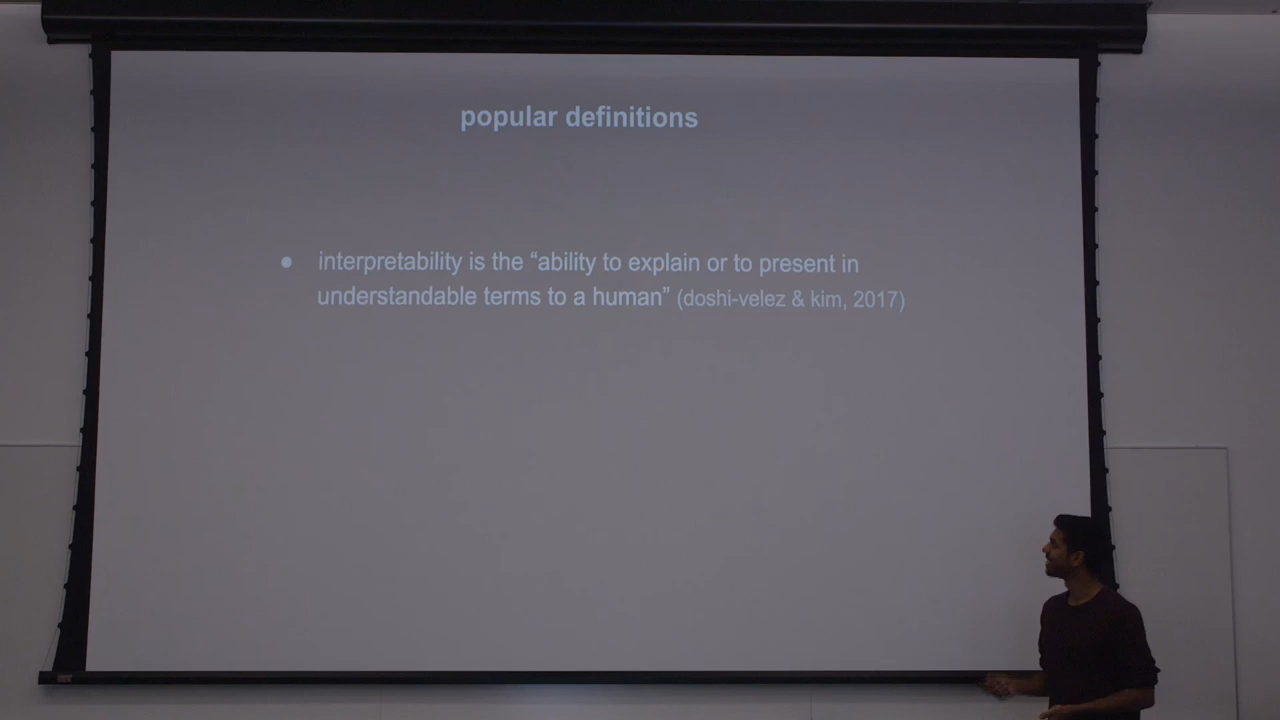 popular definitions
● interpretability is the “ability to explain or to present in
understandable terms to a human” (doshi-velez & kim, 2017)